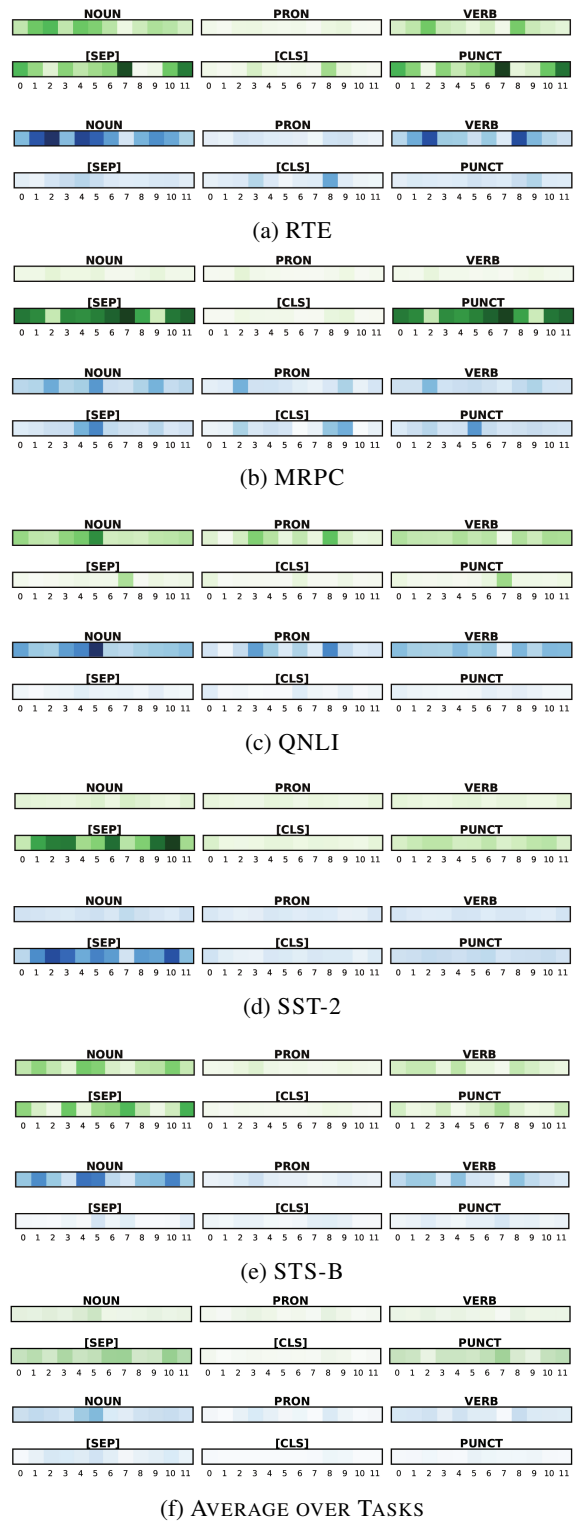 NOUN PRON VERB
[SEP] [CLS] PUNCT
0 1 2 3 4 5 6 7 8 9 10 11 0 1 2 3 4 5 6 7 8 9 10 11 0 1 2 3 4 5 6 7 8 9 10 11
NOUN PRON VERB
[SEP] [CLS] PUNCT
0 1 2 3 4 5 6 7 8 9 10 11 0 1 2 3 4 5 6 7 8 9 10 11 0 1 2 3 4 5 6 7 8 9 10 11
(a) RTE
NOUN PRON VERB
[SEP] [CLS] PUNCT
0 1 2 3 4 5 6 7 8 9 10 11 0 1 2 3 4 5 6 7 8 9 10 11 0 1 2 3 4 5 6 7 8 9 10 11
NOUN PRON VERB
[SEP] [CLS] PUNCT
0 1 2 3 4 5 6 7 8 9 10 11 0 1 2 3 4 5 6 7 8 9 10 11 0 1 2 3 4 5 6 7 8 9 10 11
(b) MRPC
NOUN PRON VERB
[SEP] [CLS] PUNCT
0 1 2 3 4 5 6 7 8 9 10 11 0 1 2 3 4 5 6 7 8 9 10 11 0 1 2 3 4 5 6 7 8 9 10 11
NOUN PRON VERB
[SEP] [CLS] PUNCT
0 1 2 3 4 5 6 7 8 9 10 11 0 1 2 3 4 5 6 7 8 9 10 11 0 1 2 3 4 5 6 7 8 9 10 11
(c) QNLI
NOUN PRON VERB
[SEP] [CLS] PUNCT
0 1 2 3 4 5 6 7 8 9 10 11 0 1 2 3 4 5 6 7 8 9 10 11 0 1 2 3 4 5 6 7 8 9 10 11
NOUN PRON VERB
[SEP] [CLS] PUNCT
0 1 2 3 4 5 6 7 8 9 10 11 0 1 2 3 4 5 6 7 8 9 10 11 0 1 2 3 4 5 6 7 8 9 10 11
(d) SST-2
NOUN PRON VERB
[SEP] [CLS] PUNCT
0 1 2 3 4 5 6 7 8 9 10 11 0 1 2 3 4 5 6 7 8 9 10 11 0 1 2 3 4 5 6 7 8 9 10 11
NOUN PRON VERB
[SEP] [CLS] PUNCT
0 1 2 3 4 5 6 7 8 9 10 11 0 1 2 3 4 5 6 7 8 9 10 11 0 1 2 3 4 5 6 7 8 9 10 11
(e) STS-B
NOUN PRON VERB
[SEP] [CLS] PUNCT
0 1 2 3 4 5 6 7 8 9 10 11 0 1 2 3 4 5 6 7 8 9 10 11 0 1 2 3 4 5 6 7 8 9 10 11
NOUN PRON VERB
[SEP] [CLS] PUNCT
0 1 2 3 4 5 6 7 8 9 10 11 0 1 2 3 4 5 6 7 8 9 10 11 0 1 2 3 4 5 6 7 8 9 10 11
(f) AVERAGE OVER TASKS